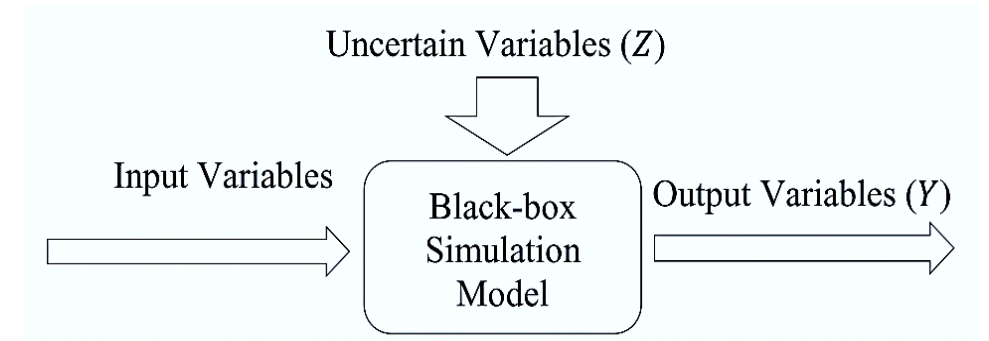 Uncertain Variables (Z)
Input Variables
Black-box
Simulation
Model
Output Variables (Y)